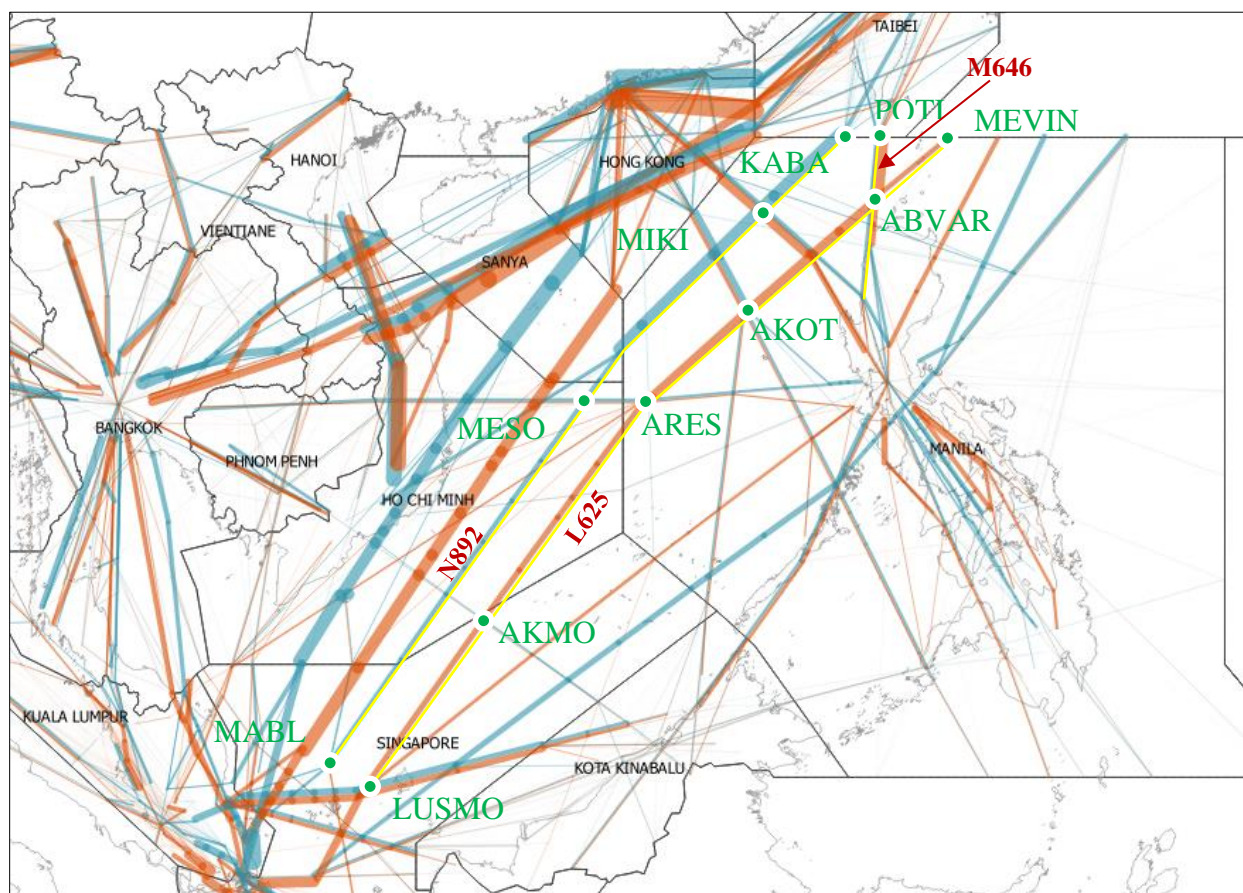 TAIBEI
M646
POTI
MEVIN
HANOI
HONG KONG
KABA
ABVAR
VIENTIANE
MIKI
SANYA
AKOT
MESO
ARES
BANGKOK
MANILA
PHNOM PENH
HO CHI MINH
L625
N892
AKMO
KUALA LUMPUR
MABL
SINGAPORE
KOTA KINABALU
LUSMO